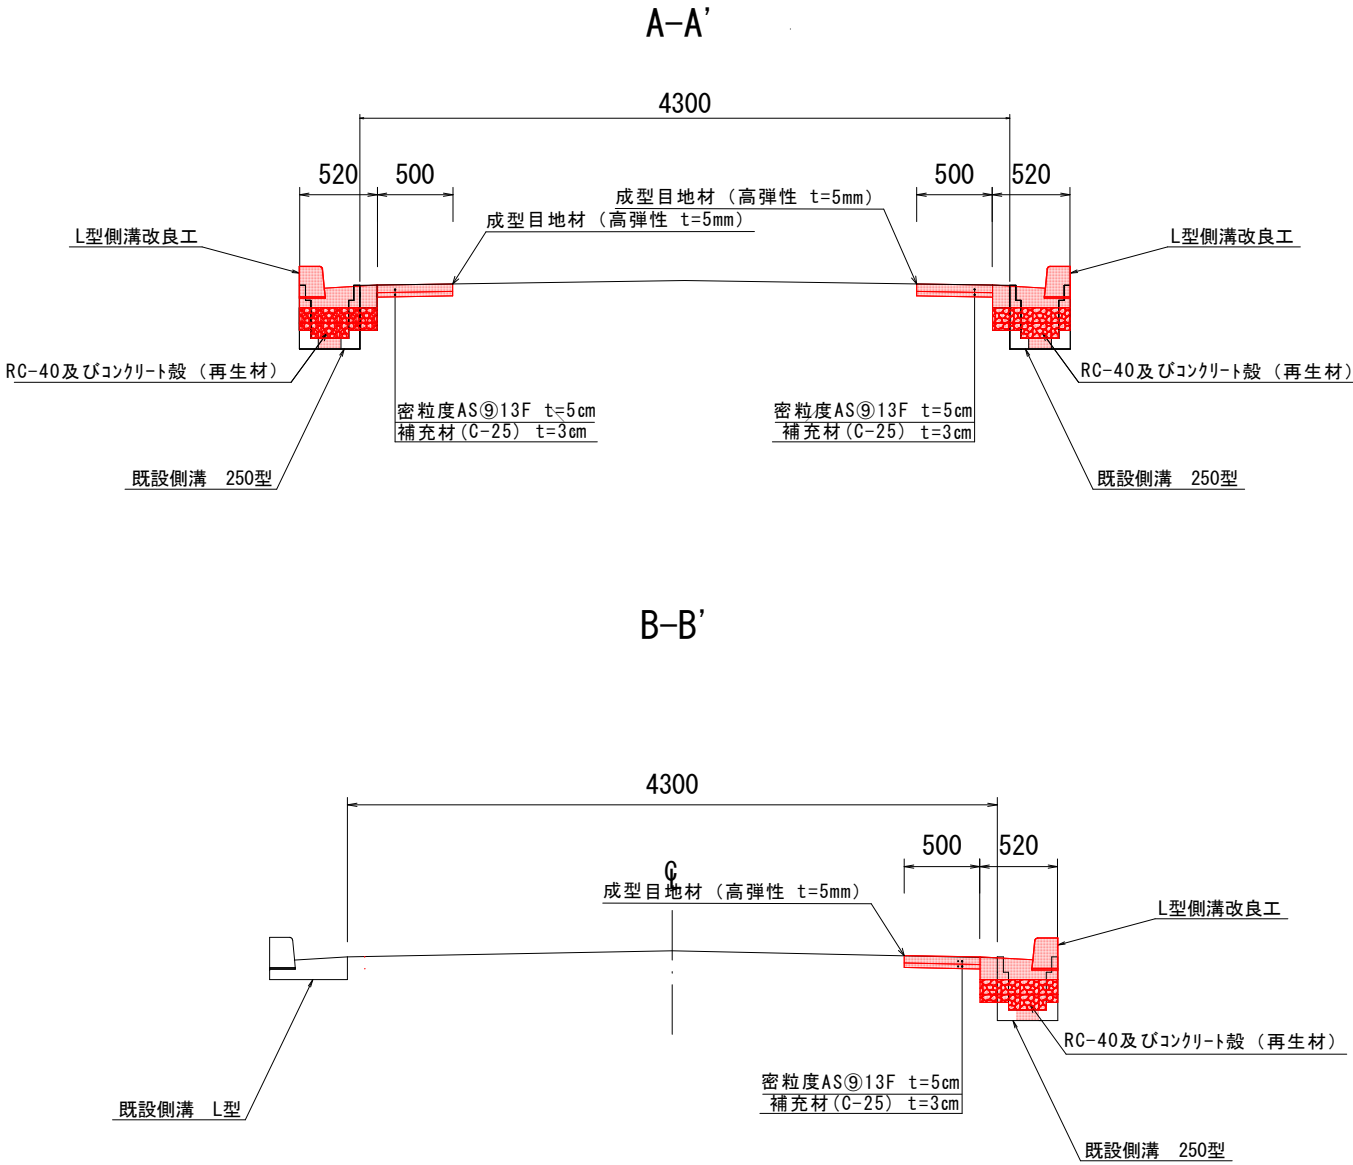 A-A'
4300
520
500
500
520
成型目地材（高弾性 t=5mm）
成型目地材（高弾性 t=5mm）
L型側溝改良工
L型側溝改良工
RC-40及びｺﾝｸﾘｰﾄ殻（再生材）
RC-40及びｺﾝｸﾘｰﾄ殻（再生材）
密粒度AS⑨13F t=5cm
補充材(C-25) t=3cm
密粒度AS⑨13F t=5cm
補充材(C-25) t=3cm
既設側溝　250型
既設側溝　250型
B-B'
4300
500
520
℄
成型目地材（高弾性 t=5mm）
L型側溝改良工
RC-40及びｺﾝｸﾘｰﾄ殻（再生材）
密粒度AS⑨13F t=5cm
補充材(C-25) t=3cm
既設側溝　L型
既設側溝　250型